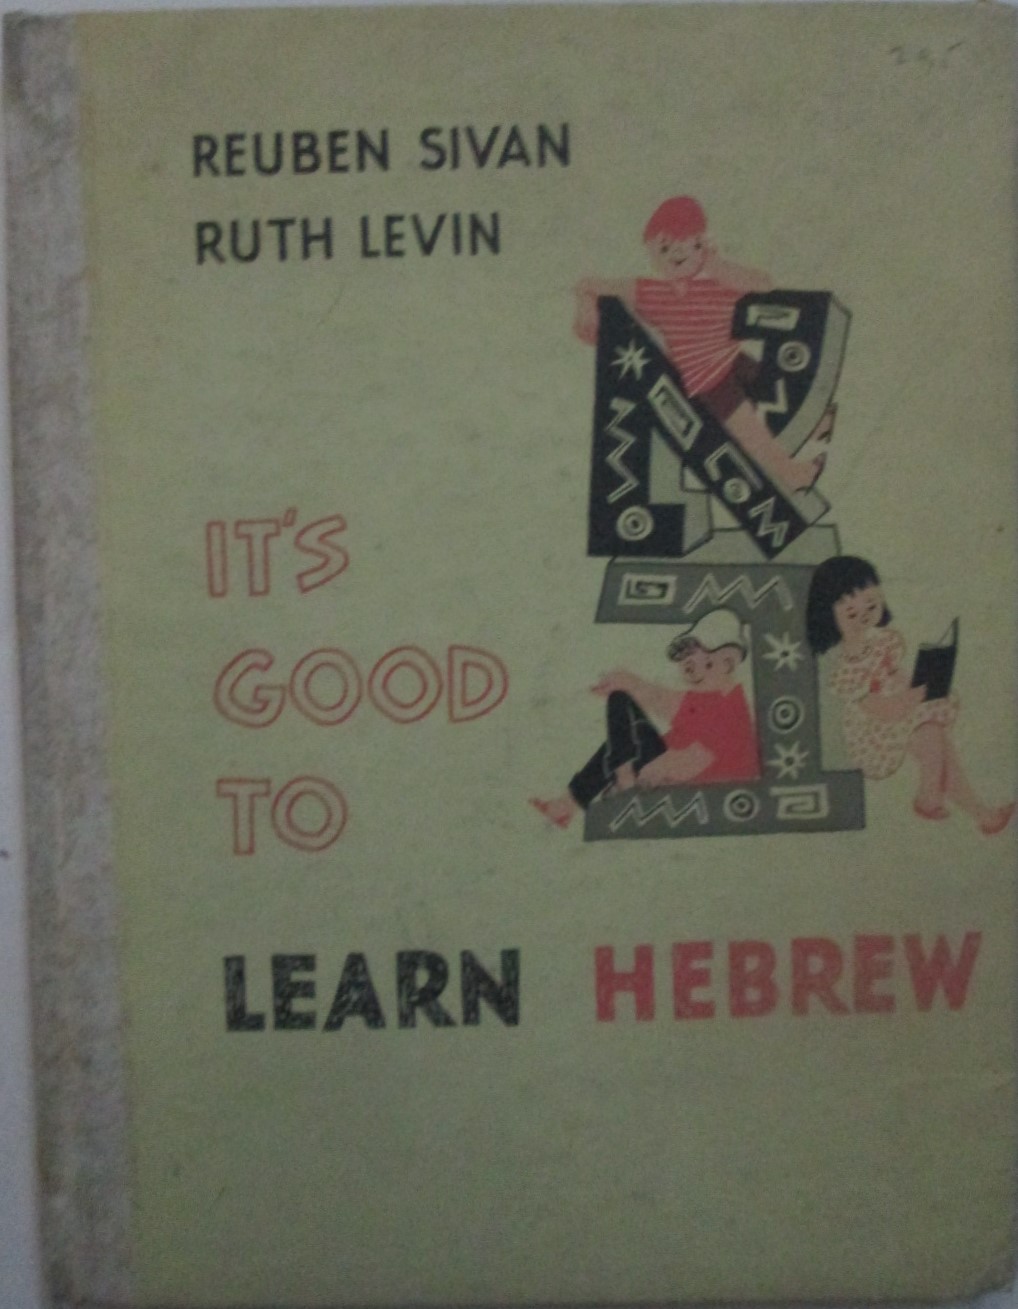 REUBEN SIVAN
RUTH LEVIN
א
ב
IT'S
GOOD
TO
LEARN HEBREW